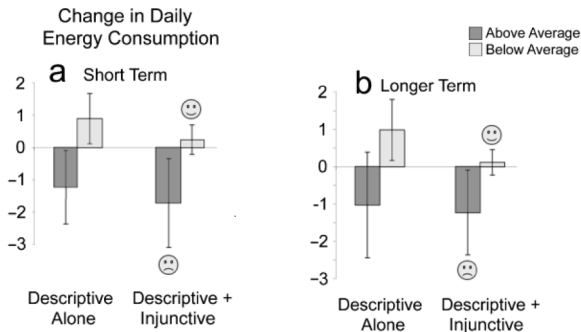 Change in Daily
Energy Consumption
Above Average
Below Average
a Short Term
2
1
0
−1
−2
−3
Descriptive Alone
Descriptive + Injunctive
b Longer Term
2
1
0
−1
−2
−3
Descriptive Alone
Descriptive + Injunctive